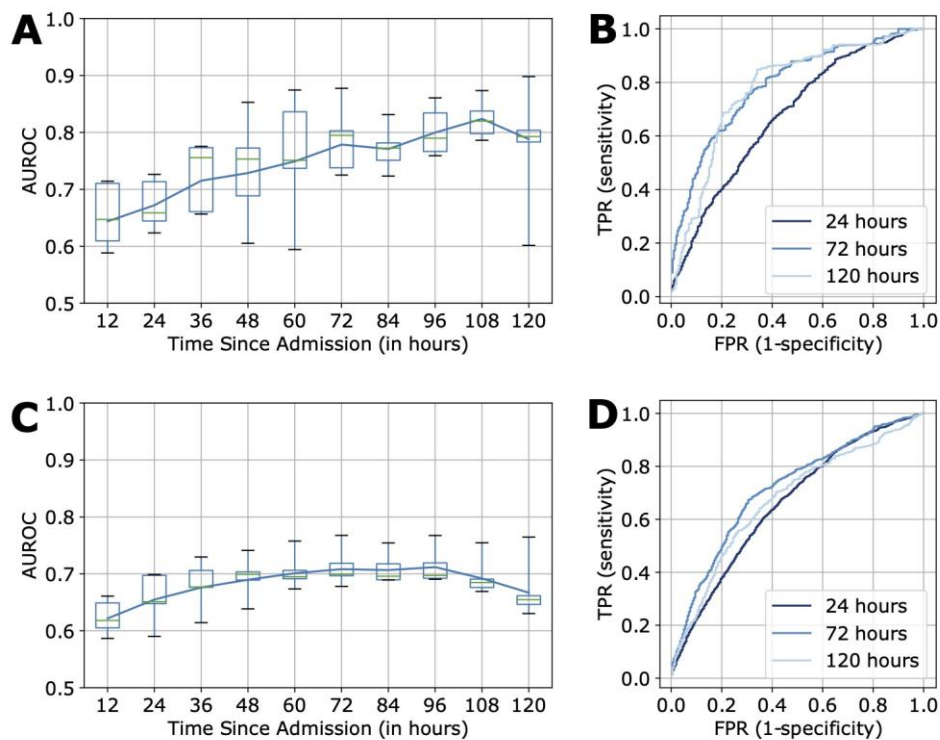 A
1.0
0.9
0.8
0.7
0.6
0.5
AUROC
12 24 36 48 60 72 84 96 108 120
Time Since Admission (in hours)
B
1.0
0.8
0.6
0.4
0.2
0.0
TPR (sensitivity)
24 hours
72 hours
120 hours
0.0 0.2 0.4 0.6 0.8 1.0
FPR (1-specificity)
C
1.0
0.9
0.8
0.7
0.6
0.5
AUROC
12 24 36 48 60 72 84 96 108 120
Time Since Admission (in hours)
D
1.0
0.8
0.6
0.4
0.2
0.0
TPR (sensitivity)
24 hours
72 hours
120 hours
0.0 0.2 0.4 0.6 0.8 1.0
FPR (1-specificity)